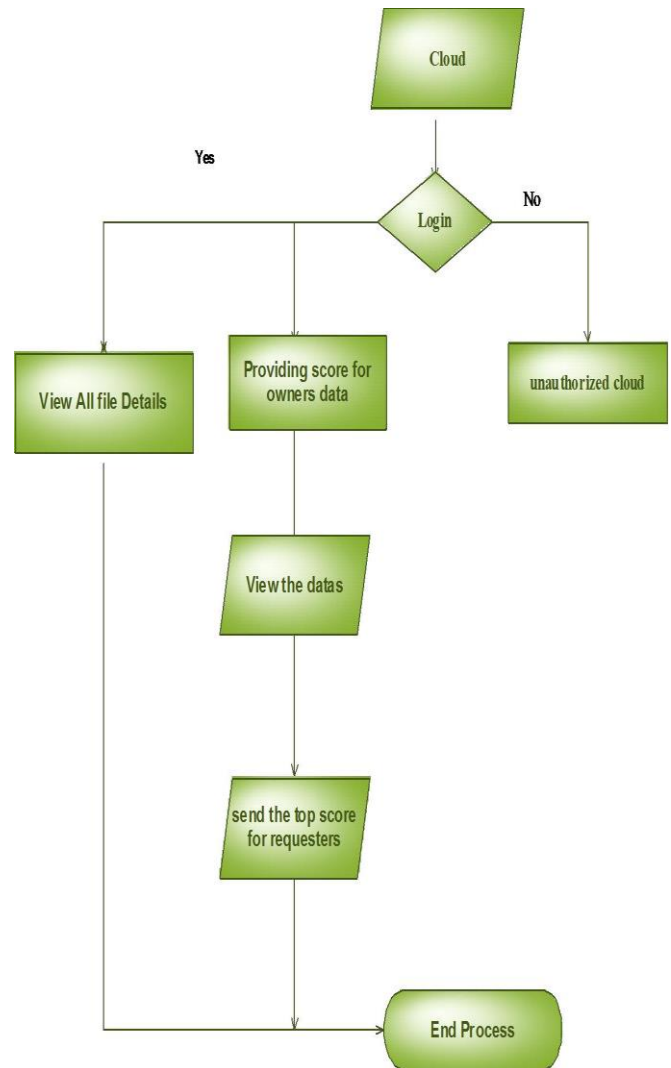 Cloud
Yes
No
Login
Providing score for
owners data
View All file Details
unauthorized cloud
View the datas
send the top score
for requesters
End Process